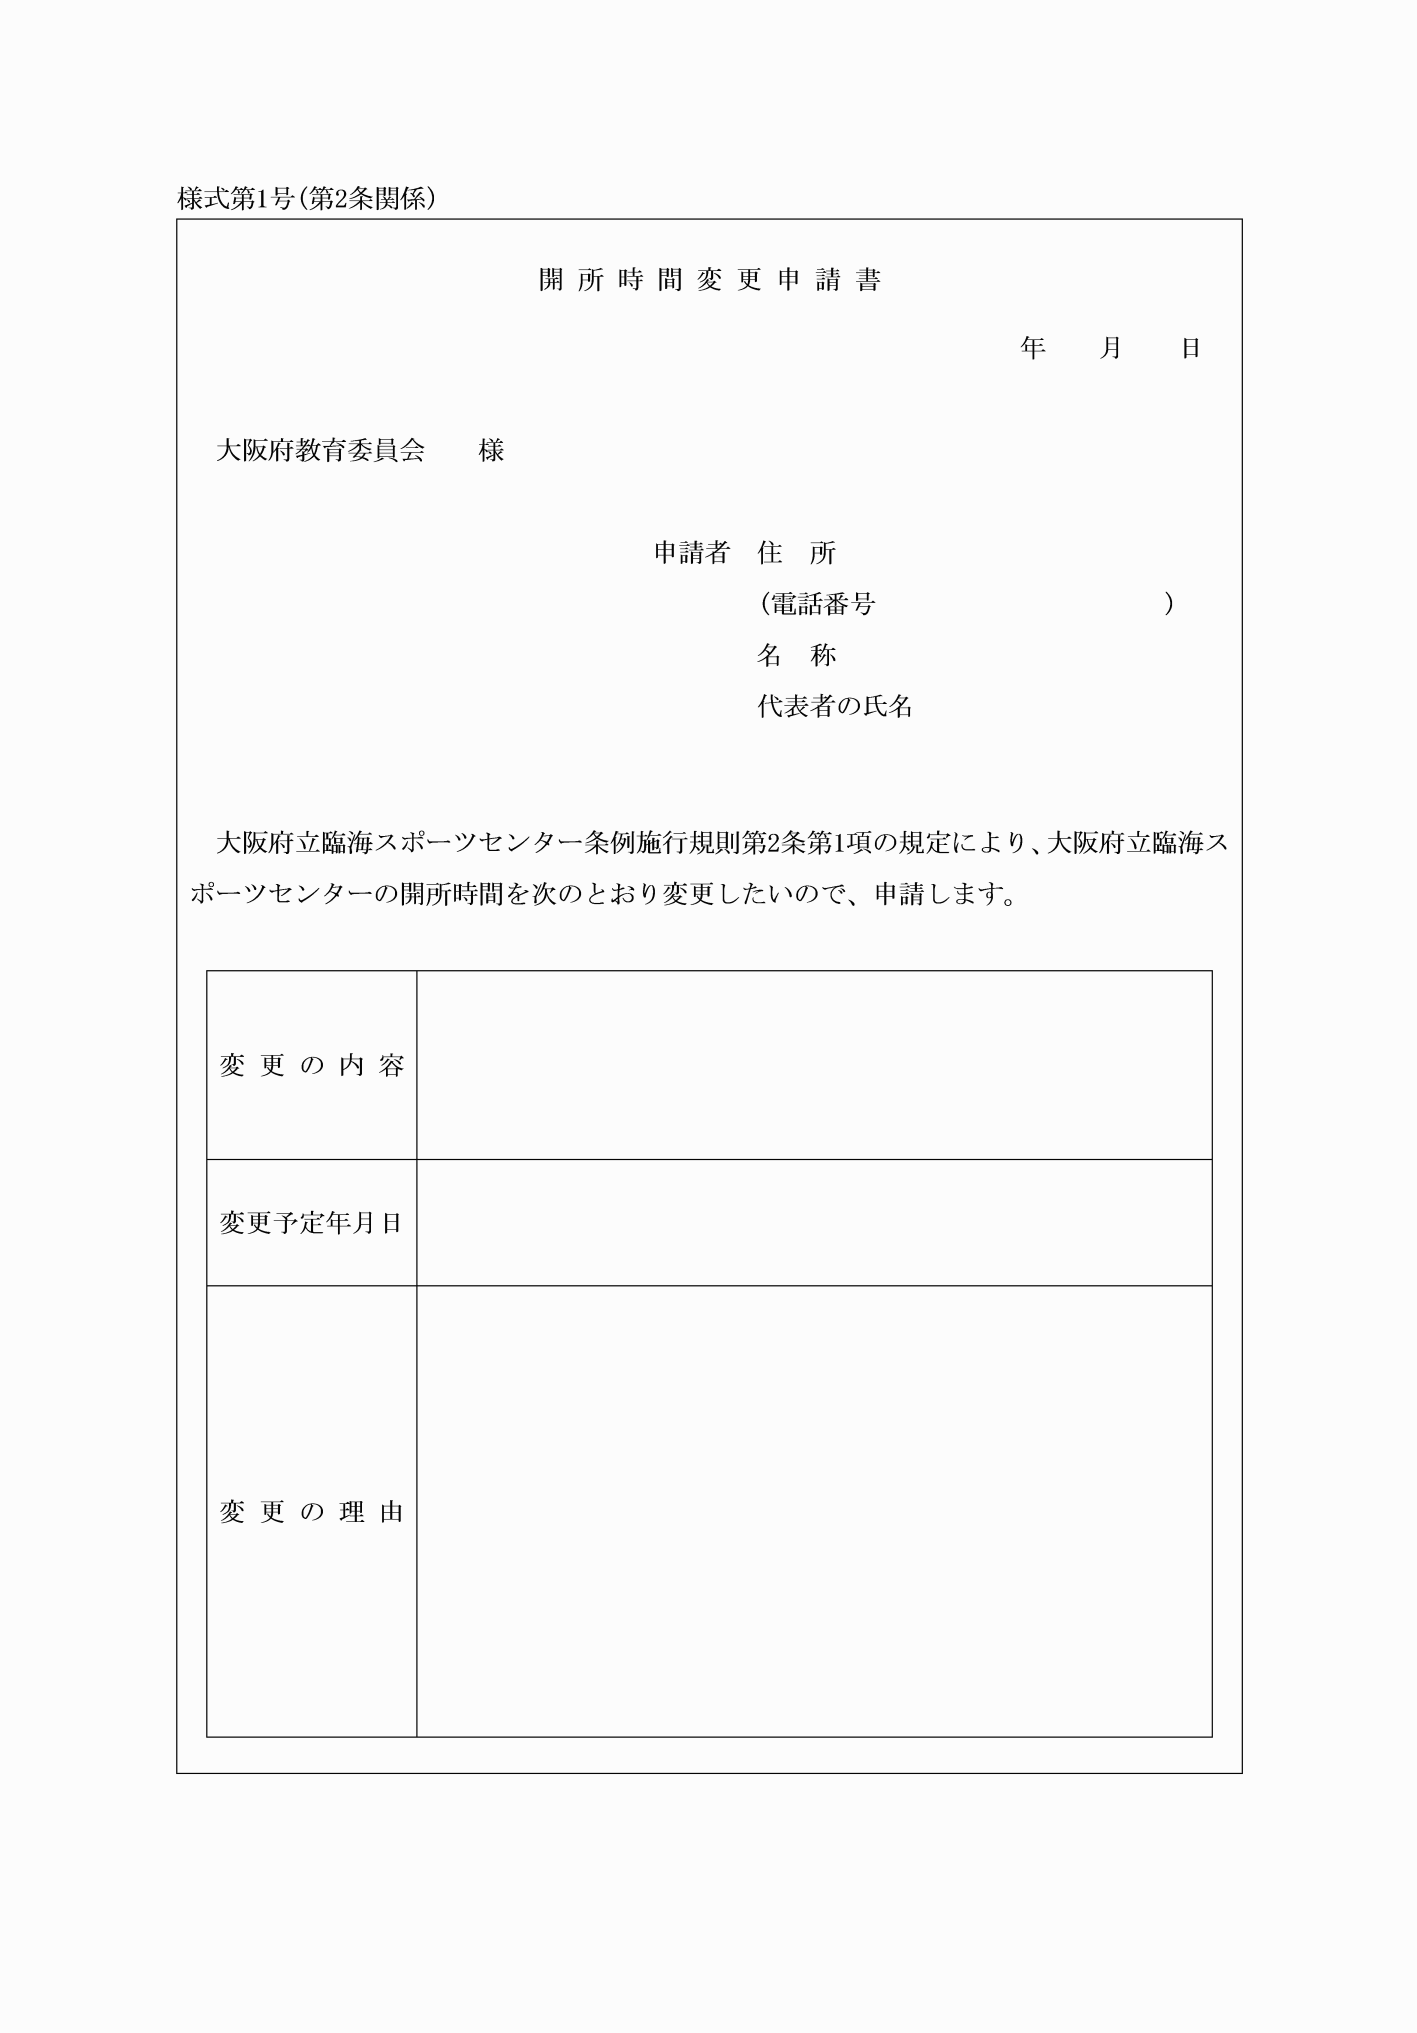 様式第1号(第2条関係)
開所時間変更申請書
年　　月　　日
大阪府教育委員会　　様
申請者　住　所
(電話番号　　　　　　　　　　　)
名　称
代表者の氏名
大阪府立臨海スポーツセンター条例施行規則第2条第1項の規定により、大阪府立臨海ス
ポーツセンターの開所時間を次のとおり変更したいので、申請します。
変更の内容
変更予定年月日
変更の理由